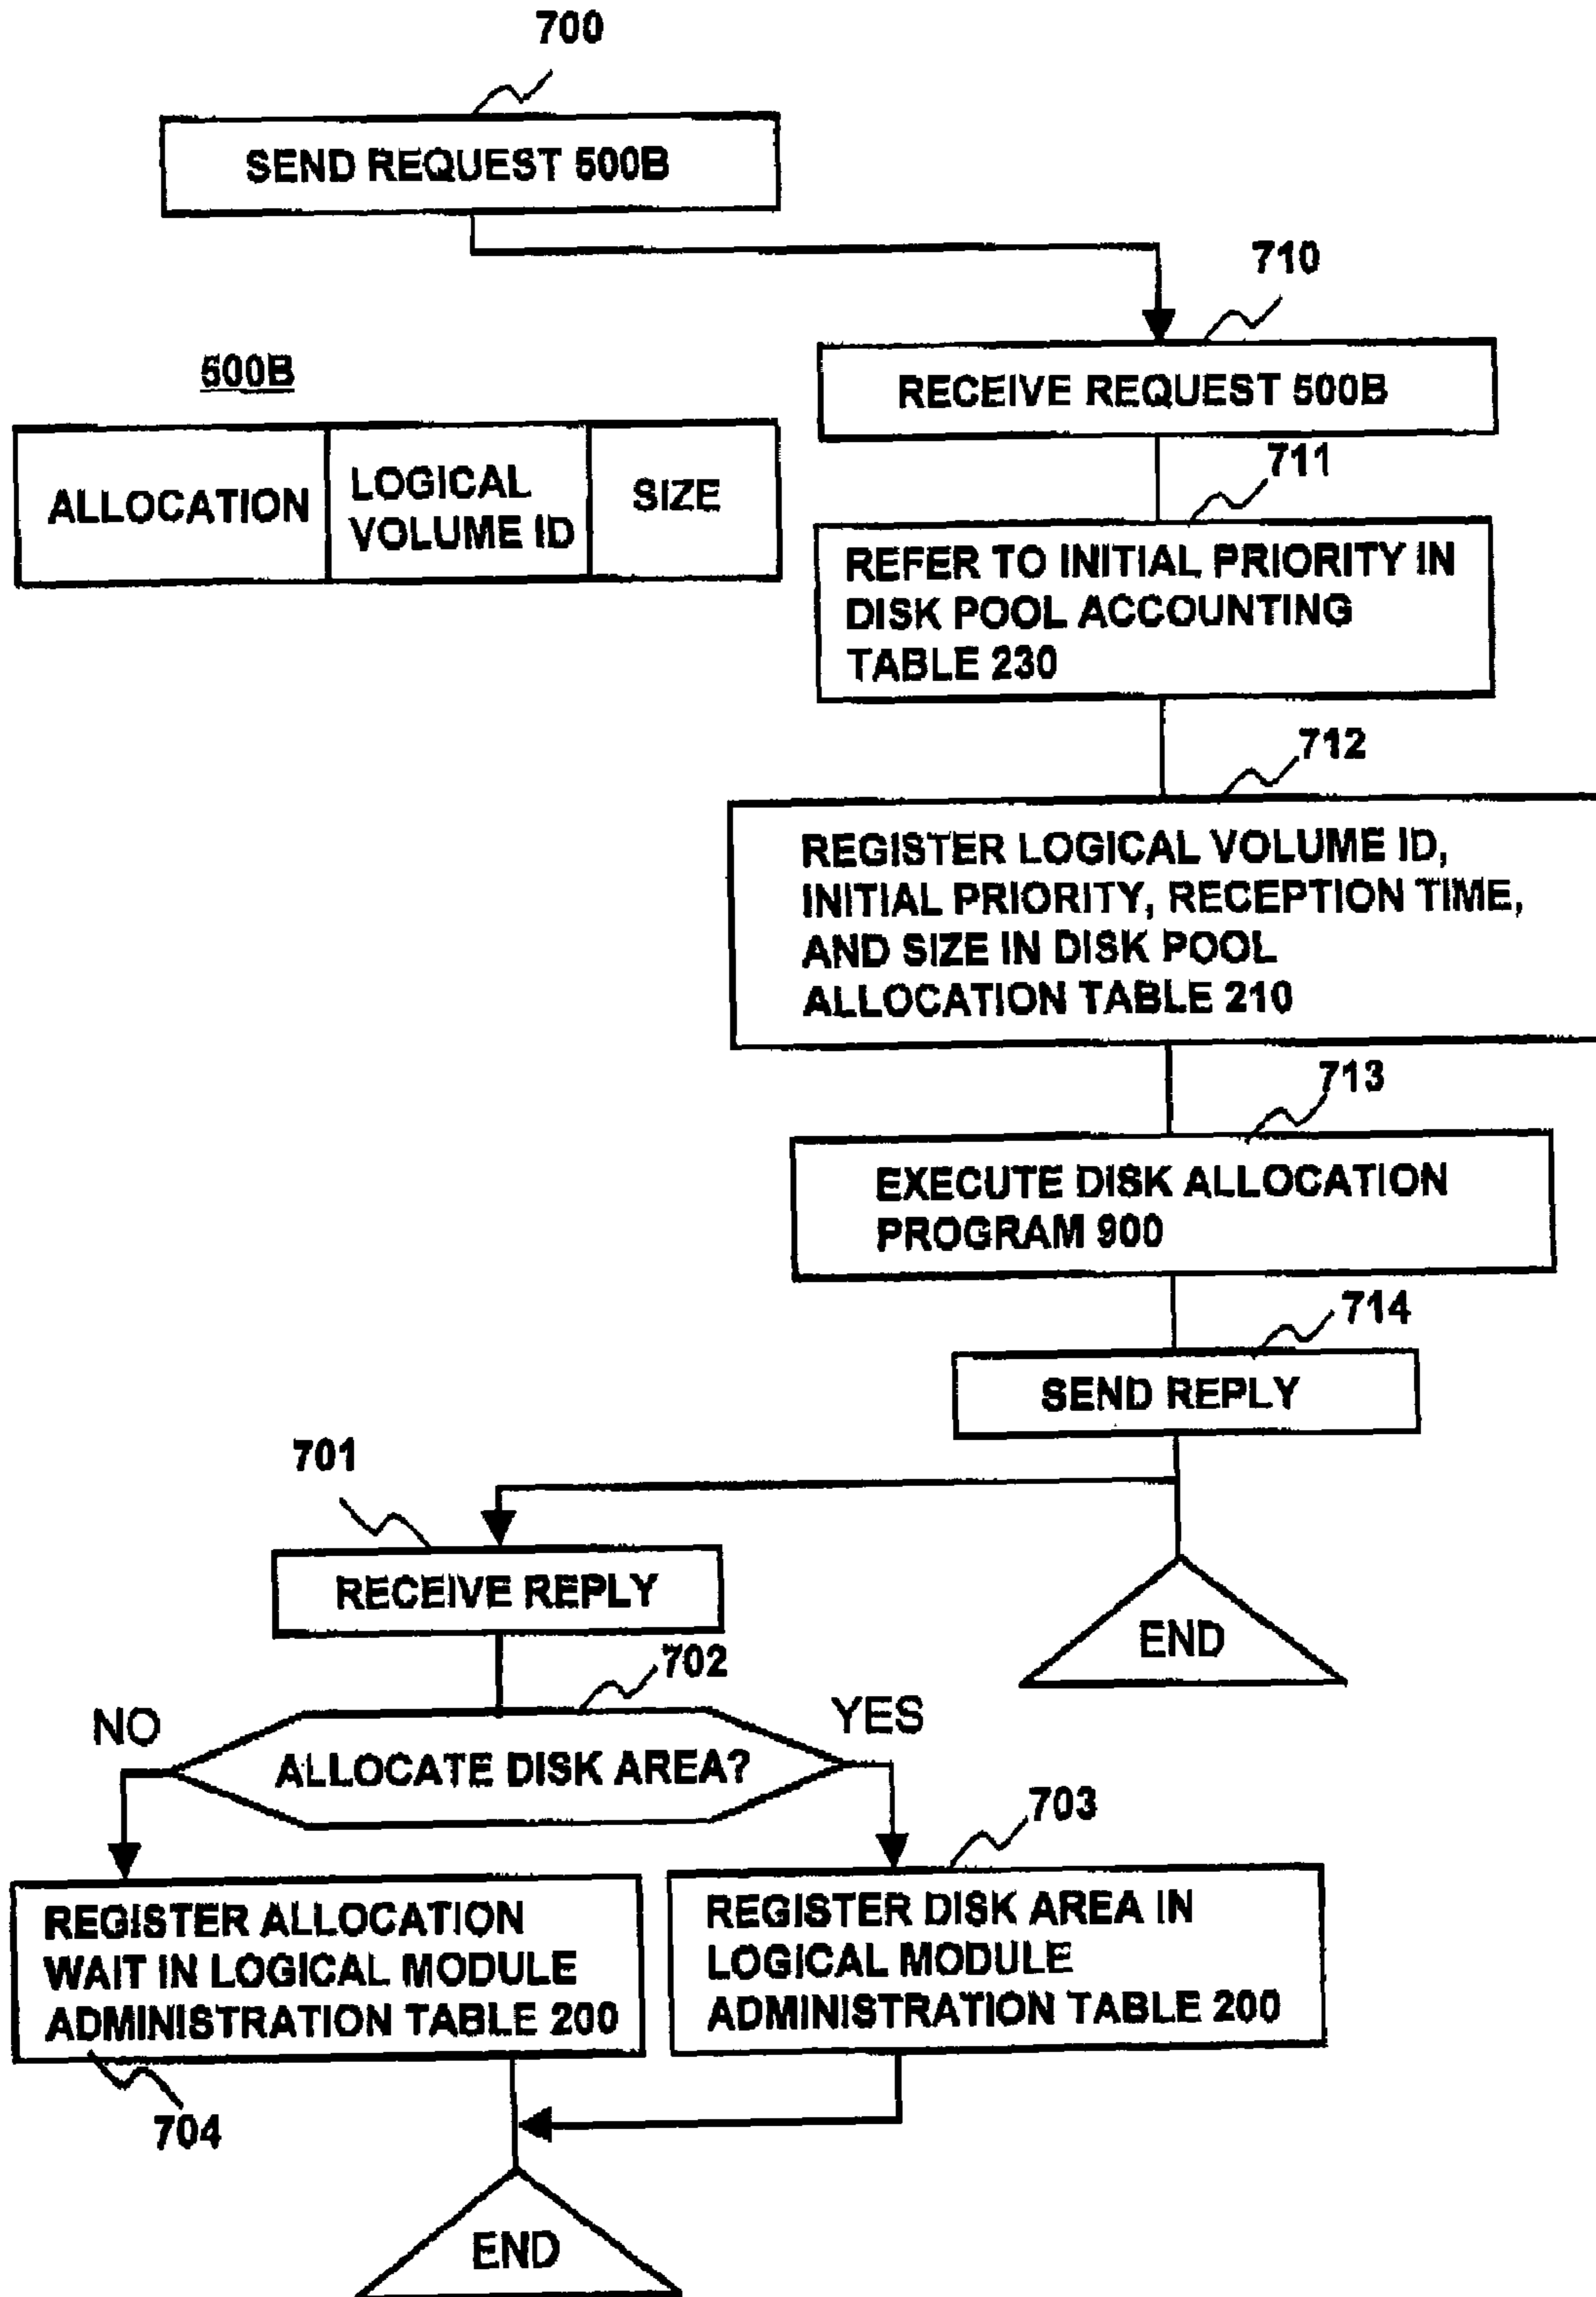 700
SEND REQUEST 500B
710
RECEIVE REQUEST 500B
500B
ALLOCATION
LOGICAL
VOLUME ID
SIZE
711
REFER TO INITIAL PRIORITY IN
DISK POOL ACCOUNTING
TABLE 230
712
REGISTER LOGICAL VOLUME ID,
INITIAL PRIORITY, RECEPTION TIME,
AND SIZE IN DISK POOL
ALLOCATION TABLE 210
713
EXECUTE DISK ALLOCATION
PROGRAM 900
714
SEND REPLY
END
701
RECEIVE REPLY
702
NO
YES
ALLOCATE DISK AREA?
703
REGISTER ALLOCATION
WAIT IN LOGICAL MODULE
ADMINISTRATION TABLE 200
704
REGISTER DISK AREA IN
LOGICAL MODULE
ADMINISTRATION TABLE 200
END